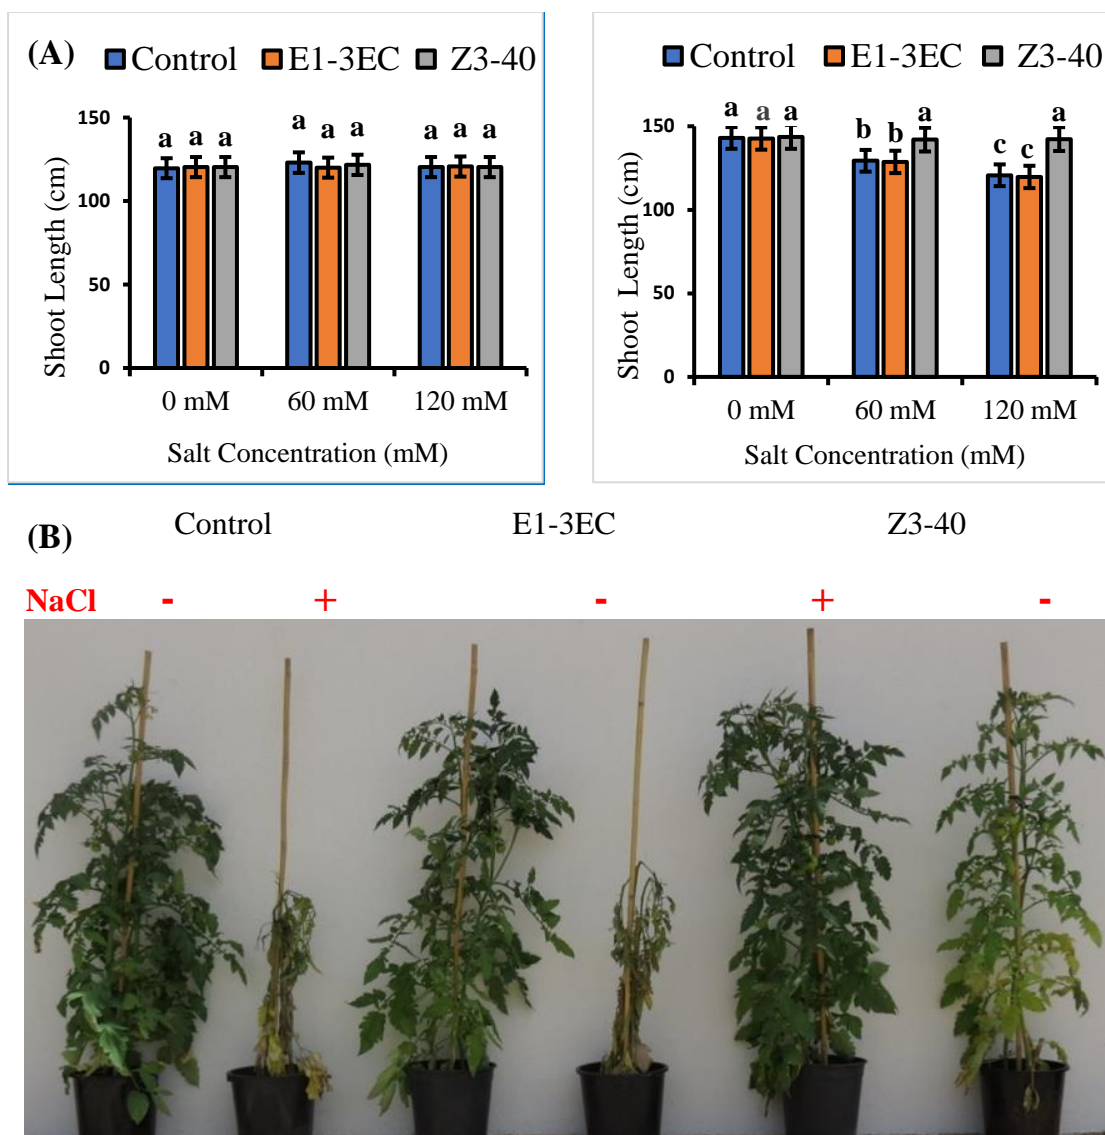 (A)
Control E1-3EC Z3-40
150
100
50
0
Shoot Length (cm)
a a a a a a a a a
0 mM 60 mM 120 mM
Salt Concentration (mM)
Control E1-3EC Z3-40
150
100
50
0
Shoot Length (cm)
a a a b b a c c a
0 mM 60 mM 120 mM
Salt Concentration (mM)
(B)
Control E1-3EC Z3-40
NaCl - + - + -